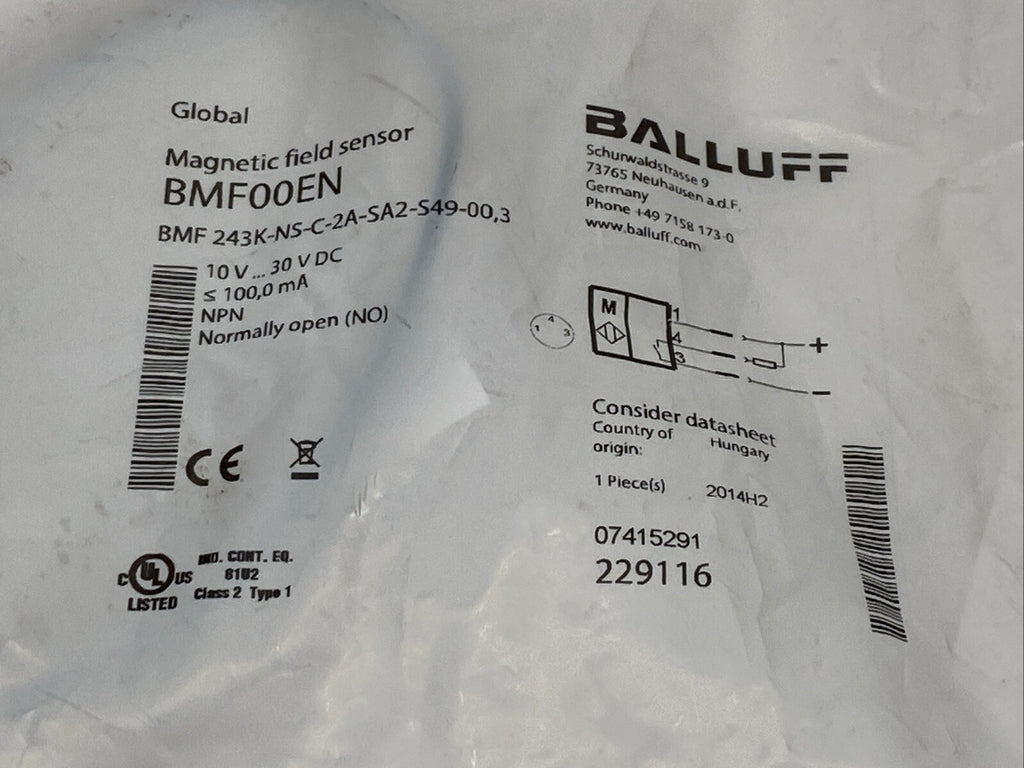 Global
Magnetic field sensor
BMF00EN
BMF 243K-NS-C-2A-SA2-S49-00,3
10 V ... 30 V DC
≤ 100,0 mA
NPN
Normally open (NO)
CE
C UL US
LISTED
IND. CONT. EQ.
81U2
Class 2 Type 1
BALLUFF
Schurwaldstrasse 9
73765 Neuhausen a.d.F.
Germany
Phone +49 7158 173-0
www.balluff.com
1 4 3
M
1
4
3
+
−
Consider datasheet
Country of origin: Hungary
1 Piece(s) 2014H2
07415291
229116